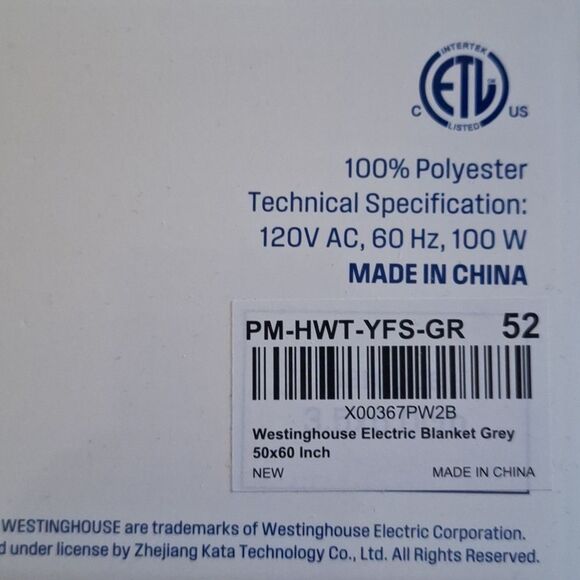 INTERTEK
ETL
C US
LISTED
100% Polyester
Technical Specification:
120V AC, 60 Hz, 100 W
MADE IN CHINA
PM-HWT-YFS-GR 52
X00367PW2B
Westinghouse Electric Blanket Grey
50x60 Inch
NEW MADE IN CHINA
WESTINGHOUSE are trademarks of Westinghouse Electric Corporation.
under license by Zhejiang Kata Technology Co., Ltd. All Rights Reserved.